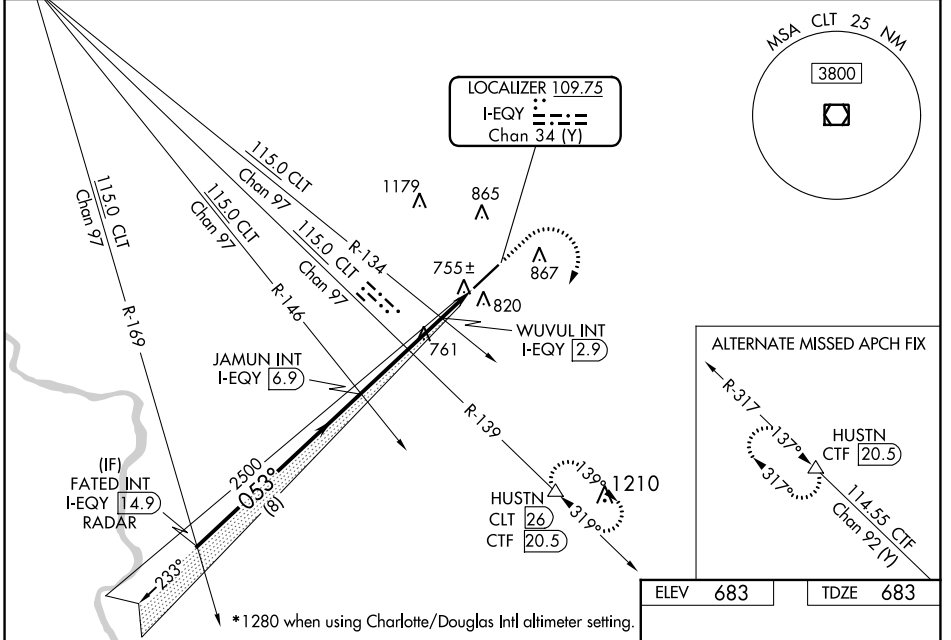 MSA CLT 25 NM
3800
LOCALIZER 109.75
I-EQY
Chan 34 (Y)
115.0 CLT
Chan 97
R-134
115.0 CLT
Chan 97
R-139
115.0 CLT
Chan 97
R-146
115.0 CLT
Chan 97
R-169
1179
865
867
755±
820
761
WUVUL INT
I-EQY 2.9
JAMUN INT
I-EQY 6.9
(IF)
FATED INT
I-EQY 14.9
RADAR
2500
053°
(8)
233°
HUSTN
CLT 26
CTF 20.5
139°
319°
1210
ALTERNATE MISSED APCH FIX
R-317
137°
317°
HUSTN
CTF 20.5
114.55 CTF
Chan 92 (Y)
*1280 when using Charlotte/Douglas Intl altimeter setting.
ELEV 683
TDZE 683